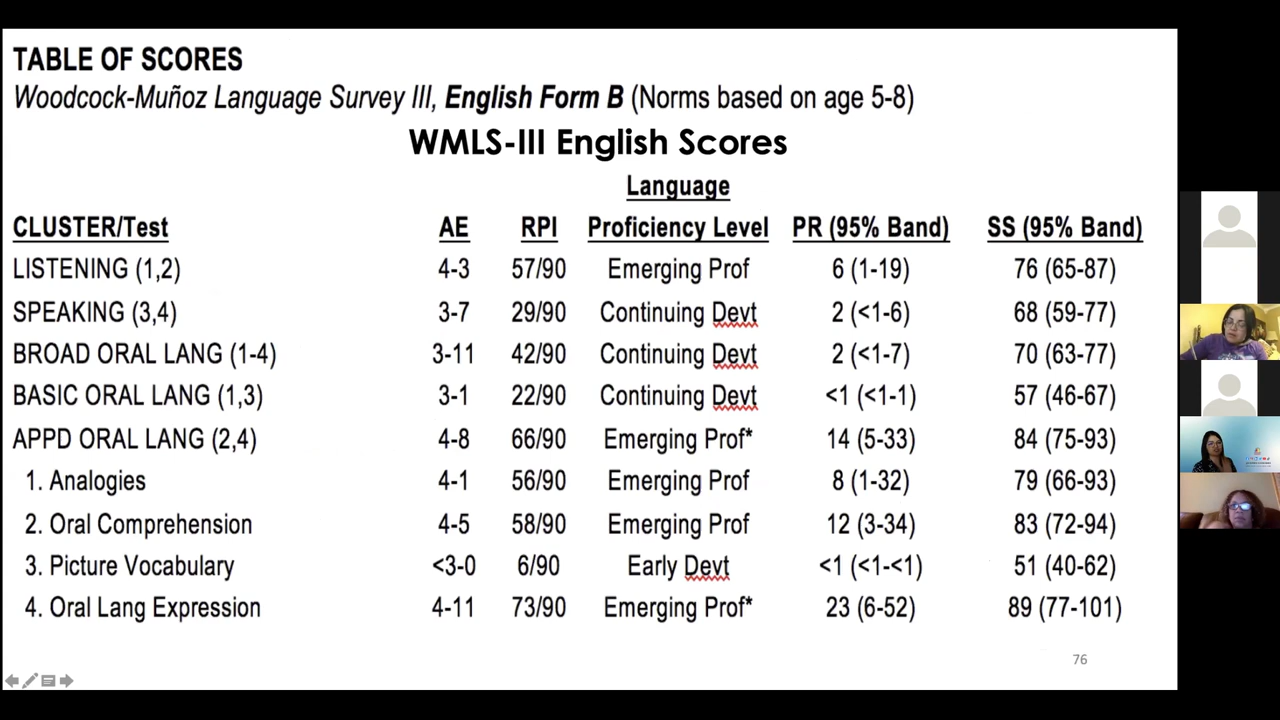 TABLE OF SCORES
Woodcock-Muñoz Language Survey III, English Form B (Norms based on age 5-8)
WMLS-III English Scores
Language
CLUSTER/Test AE RPI Proficiency Level PR (95% Band) SS (95% Band)
LISTENING (1,2) 4-3 57/90 Emerging Prof 6 (1-19) 76 (65-87)
SPEAKING (3,4) 3-7 29/90 Continuing Devt 2 (<1-6) 68 (59-77)
BROAD ORAL LANG (1-4) 3-11 42/90 Continuing Devt 2 (<1-7) 70 (63-77)
BASIC ORAL LANG (1,3) 3-1 22/90 Continuing Devt <1 (<1-1) 57 (46-67)
APPD ORAL LANG (2,4) 4-8 66/90 Emerging Prof* 14 (5-33) 84 (75-93)
1. Analogies 4-1 56/90 Emerging Prof 8 (1-32) 79 (66-93)
2. Oral Comprehension 4-5 58/90 Emerging Prof 12 (3-34) 83 (72-94)
3. Picture Vocabulary <3-0 6/90 Early Devt <1 (<1-<1) 51 (40-62)
4. Oral Lang Expression 4-11 73/90 Emerging Prof* 23 (6-52) 89 (77-101)
76